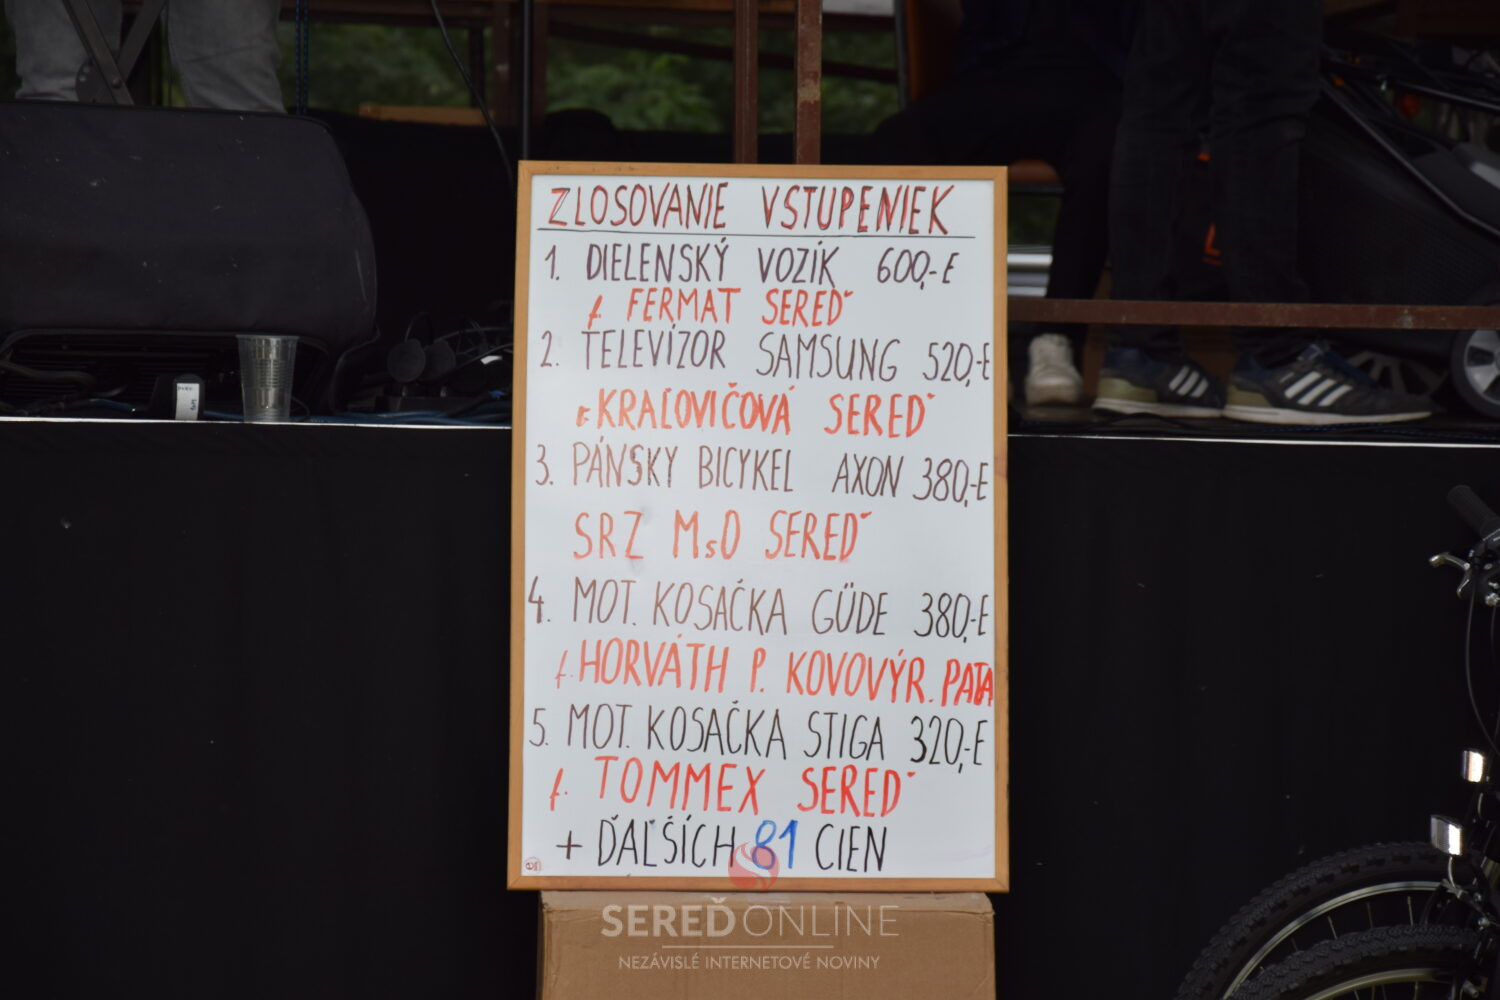 ZLOSOVANIE VSTUPENIEK
1. DIELENSKÝ VOZÍK 600,-E
f. FERMAT SEREĎ
2. TELEVÍZOR SAMSUNG 520,-E
f. KRAĽOVIČOVÁ SEREĎ
3. PÁNSKY BICYKEL AXON 380,-E
SRZ MsO SEREĎ
4. MOT. KOSAČKA GÜDE 380,-E
f. HORVÁTH P. KOVOVÝR. PATA
5. MOT. KOSAČKA STIGA 320,-E
f. TOMMEX SEREĎ
+ ĎALŠÍCH 81 CIEN
SEREĎONLINE
NEZÁVISLÉ INTERNETOVÉ NOVINY